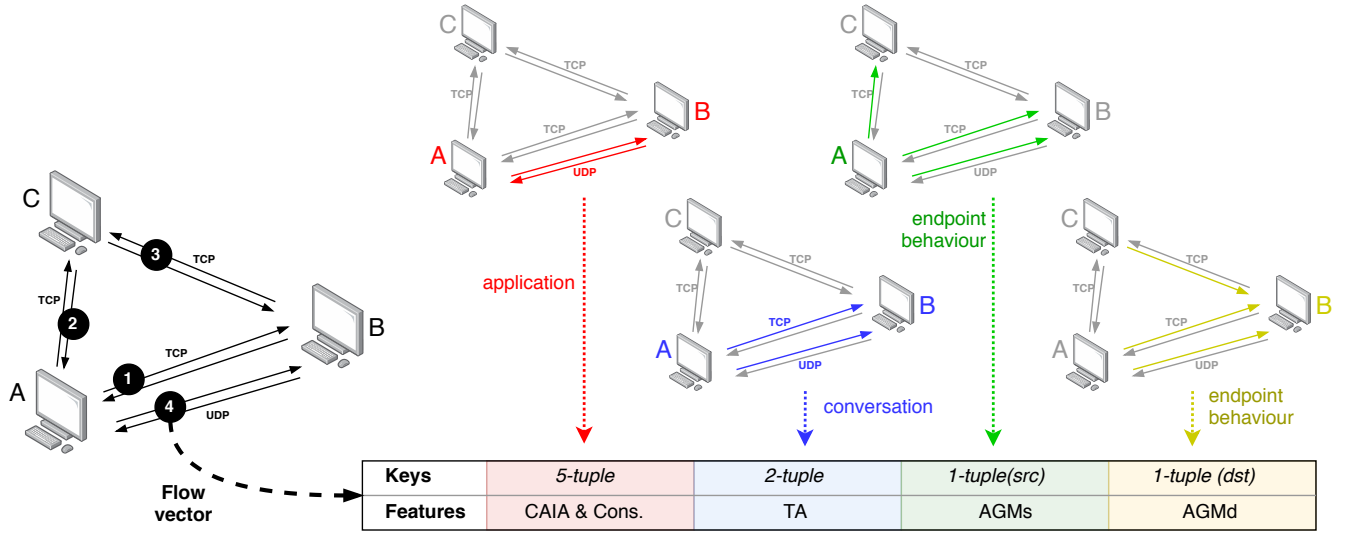 C
A
B
TCP
3
TCP
2
TCP
1
4
UDP
Flow
vector
C
TCP
TCP
TCP
A
B
UDP
application
C
TCP
TCP
TCP
A
B
UDP
endpoint
behaviour
C
TCP
TCP
TCP
A
B
UDP
conversation
C
TCP
TCP
TCP
A
B
UDP
endpoint
behaviour
Keys 5-tuple 2-tuple 1-tuple(src) 1-tuple (dst)
Features CAIA & Cons. TA AGMs AGMd